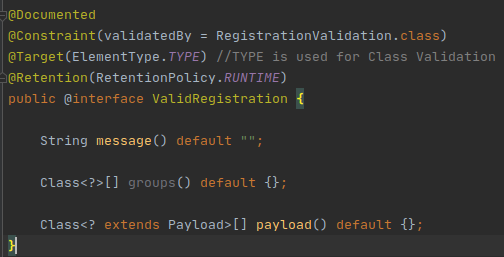 @Documented
@Constraint(validatedBy = RegistrationValidation.class)
@Target(ElementType.TYPE) //TYPE is used for Class Validation
@Retention(RetentionPolicy.RUNTIME)
public @interface ValidRegistration {
String message() default "";
Class<?>[] groups() default {};
Class<? extends Payload>[] payload() default {};
}